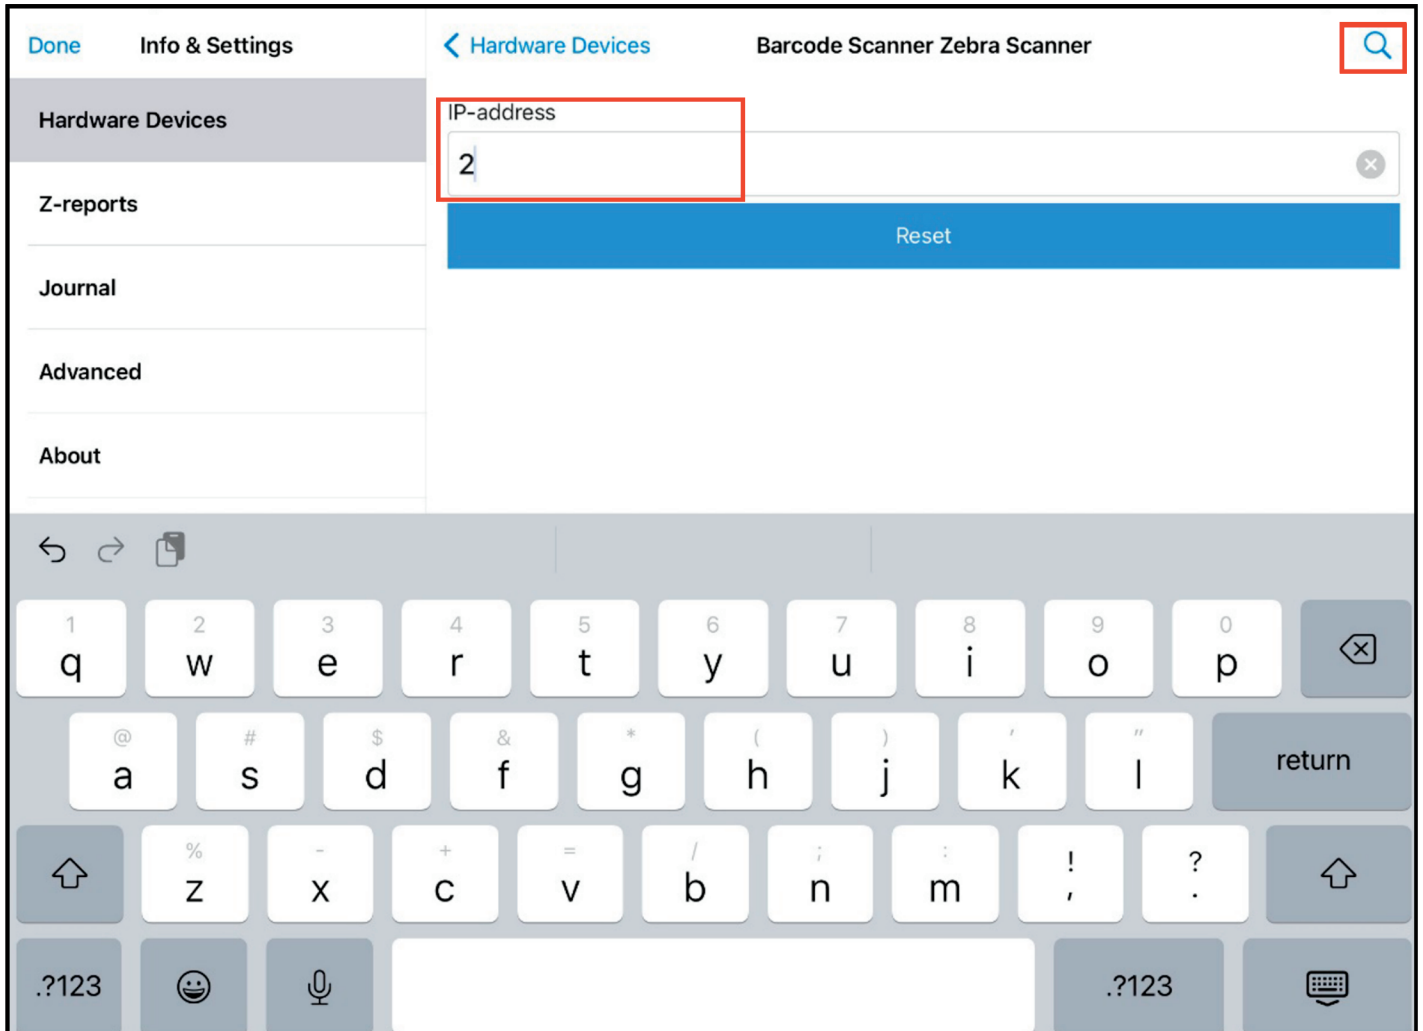 Done Info & Settings
Hardware Devices Barcode Scanner Zebra Scanner
Hardware Devices
Z-reports
Journal
Advanced
About
IP-address
2
Reset
1 2 3 4 5 6 7 8 9 0
q w e r t y u i o p
@ # $ & * ( ) ' "
a s d f g h j k l return
% - + = / ; : ! ?
z x c v b n m , .
.?123 .?123